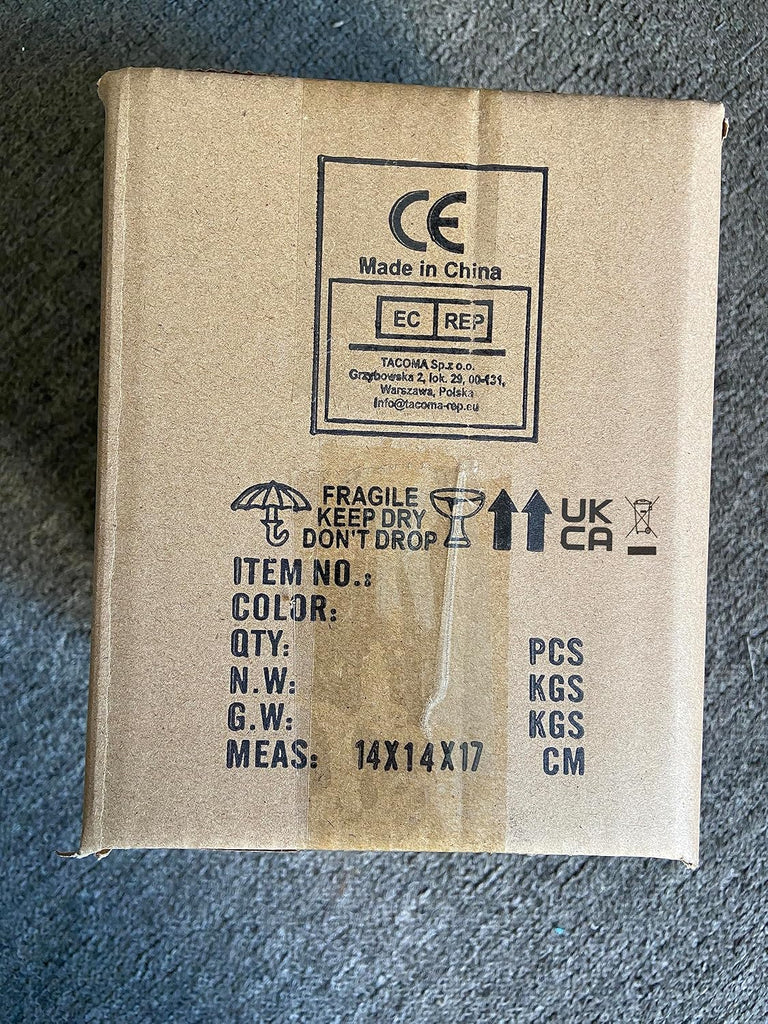 CE
Made in China
EC REP
TACOMA Sp.z o.o.
Grzybowska 2, lok. 29, 00-131,
Warszawa, Polska
Info@tacoma-rep.eu
FRAGILE
KEEP DRY
DON'T DROP
UK
CA
ITEM NO.:
COLOR:
QTY: PCS
N.W: KGS
G.W: KGS
MEAS: 14X14X17 CM